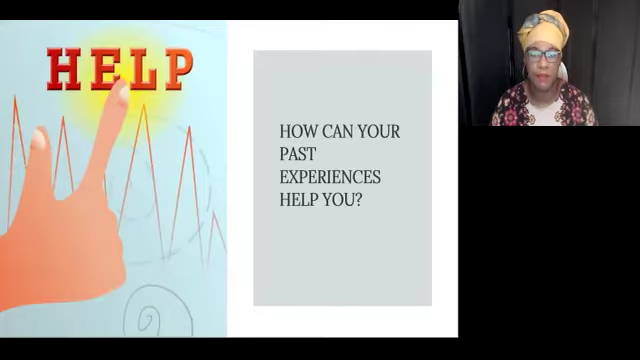 HELP
HOW CAN YOUR
PAST
EXPERIENCES
HELP YOU?